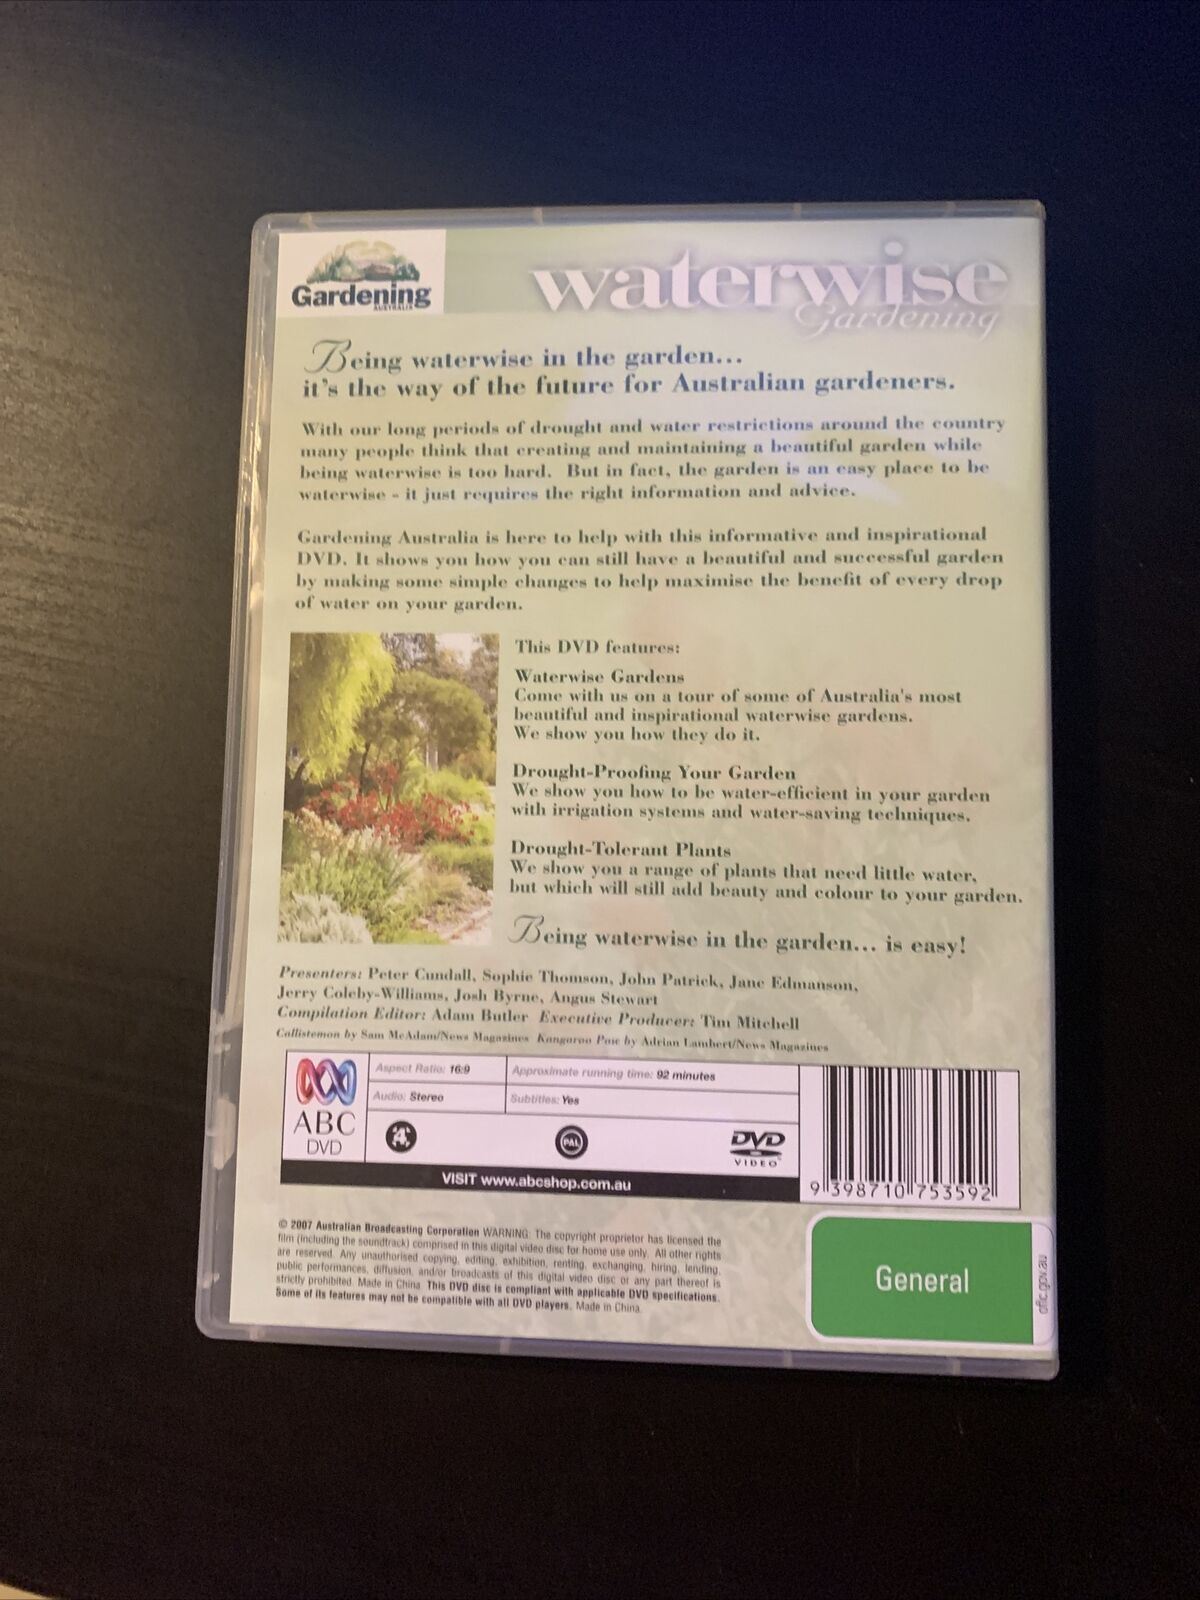 Gardening
AUSTRALIA
waterwise
Gardening
Being waterwise in the garden...
it's the way of the future for Australian gardeners.
With our long periods of drought and water restrictions around the country
many people think that creating and maintaining a beautiful garden while
being waterwise is too hard. But in fact, the garden is an easy place to be
waterwise - it just requires the right information and advice.
Gardening Australia is here to help with this informative and inspirational
DVD. It shows you how you can still have a beautiful and successful garden
by making some simple changes to help maximise the benefit of every drop
of water on your garden.
This DVD features:
Waterwise Gardens
Come with us on a tour of some of Australia's most
beautiful and inspirational waterwise gardens.
We show you how they do it.
Drought-Proofing Your Garden
We show you how to be water-efficient in your garden
with irrigation systems and water-saving techniques.
Drought-Tolerant Plants
We show you a range of plants that need little water,
but which will still add beauty and colour to your garden.
Being waterwise in the garden... is easy!
Presenters: Peter Cundall, Sophie Thomson, John Patrick, Jane Edmanson,
Jerry Coleby-Williams, Josh Byrne, Angus Stewart
Compilation Editor: Adam Butler Executive Producer: Tim Mitchell
Callistemon by Sam McAdam/News Magazines Kangaroo Paw by Adrian Lambert/News Magazines
ABC
DVD
Aspect Ratio: 16:9
Approximate running time: 92 minutes
Audio: Stereo
Subtitles: Yes
4
PAL
DVD
VIDEO
VISIT www.abcshop.com.au
9 398710 753592
© 2007 Australian Broadcasting Corporation WARNING: The copyright proprietor has licensed the
film (including the soundtrack) comprised in this digital video disc for home use only. All other rights
are reserved. Any unauthorised copying, editing, exhibition, renting, exchanging, hiring, lending,
public performances, diffusion, and/or broadcasts of this digital video disc or any part thereof is
strictly prohibited. Made in China. This DVD disc is compliant with applicable DVD specifications.
Some of its features may not be compatible with all DVD players. Made in China.
General
oflc.gov.au